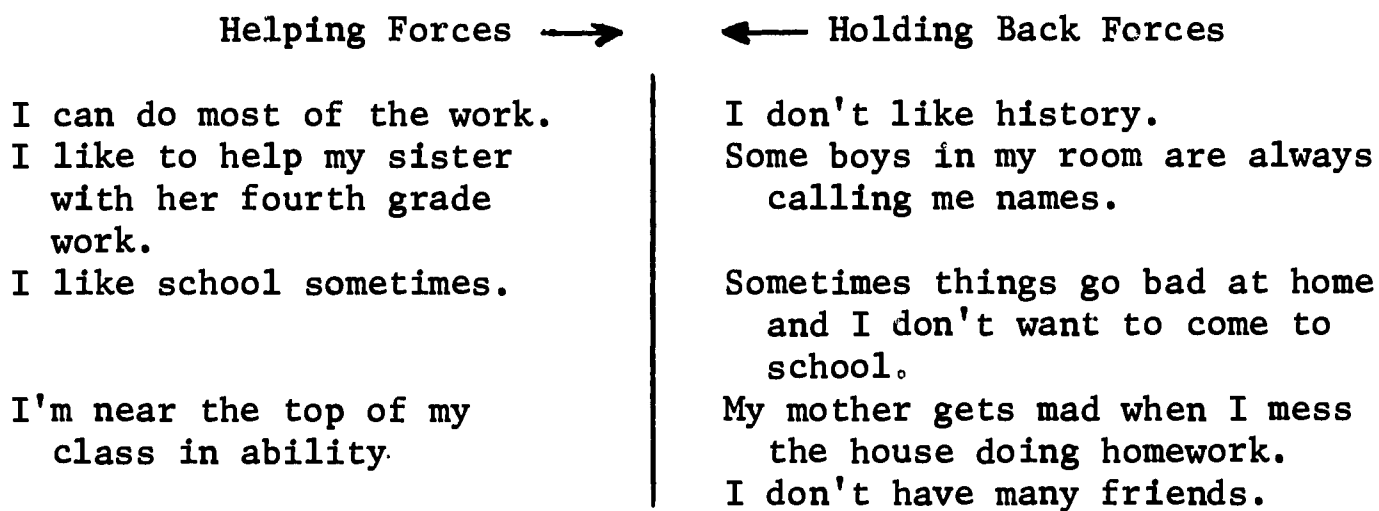 Helping Forces → ← Holding Back Forces
I can do most of the work.
I like to help my sister
with her fourth grade
work.
I like school sometimes.
I'm near the top of my
class in ability.
I don't like history.
Some boys in my room are always
calling me names.
Sometimes things go bad at home
and I don't want to come to
school.
My mother gets mad when I mess
the house doing homework.
I don't have many friends.